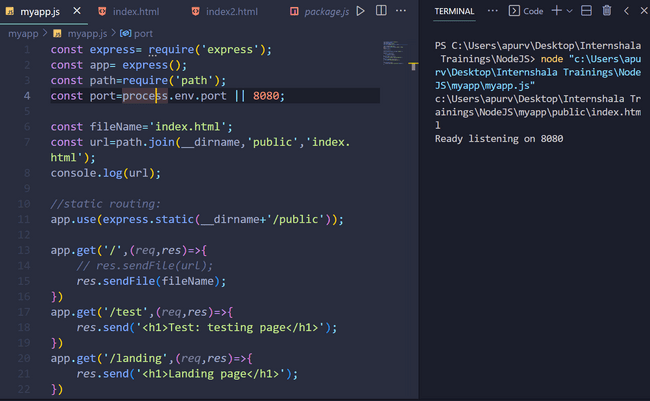 myapp.js
index.html
index2.html
package.js
myapp > myapp.js > port
1 const express= require('express');
2 const app= express();
3 const path=require('path');
4 const port=process.env.port || 8080;
5
6 const fileName='index.html';
7 const url=path.join(__dirname,'public','index.
html');
8 console.log(url);
9
10 //static routing:
11 app.use(express.static(__dirname+'/public'));
12
13 app.get('/',(req,res)=>{
14 // res.sendFile(url);
15 res.sendFile(fileName);
16 })
17 app.get('/test',(req,res)=>{
18 res.send('<h1>Test: testing page</h1>');
19 })
20 app.get('/landing',(req,res)=>{
21 res.send('<h1>Landing page</h1>');
22 })
TERMINAL
Code
PS C:\Users\apurv\Desktop\Internshala
Trainings\NodeJS> node "c:\Users\apu
rv\Desktop\Internshala Trainings\Node
JS\myapp\myapp.js"
c:\Users\apurv\Desktop\Internshala Tr
ainings\NodeJS\myapp\public\index.htm
l
Ready listening on 8080